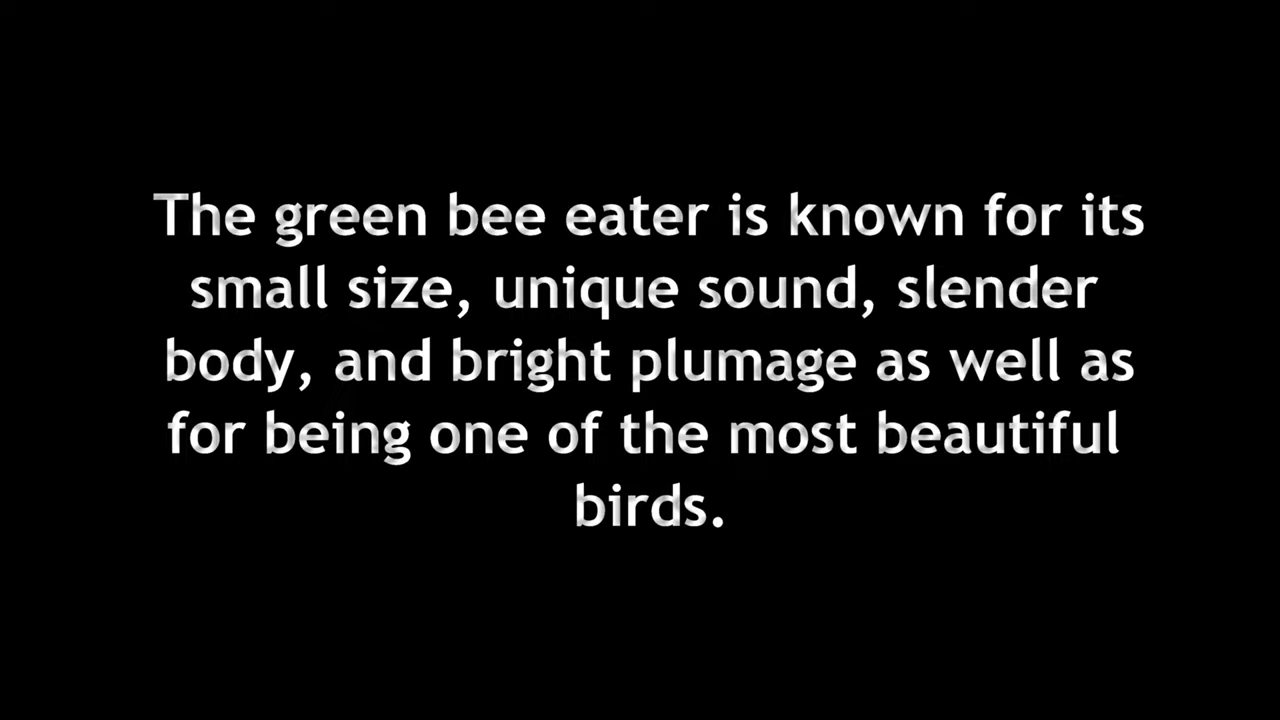 The green bee eater is known for its
small size, unique sound, slender
body, and bright plumage as well as
for being one of the most beautiful
birds.